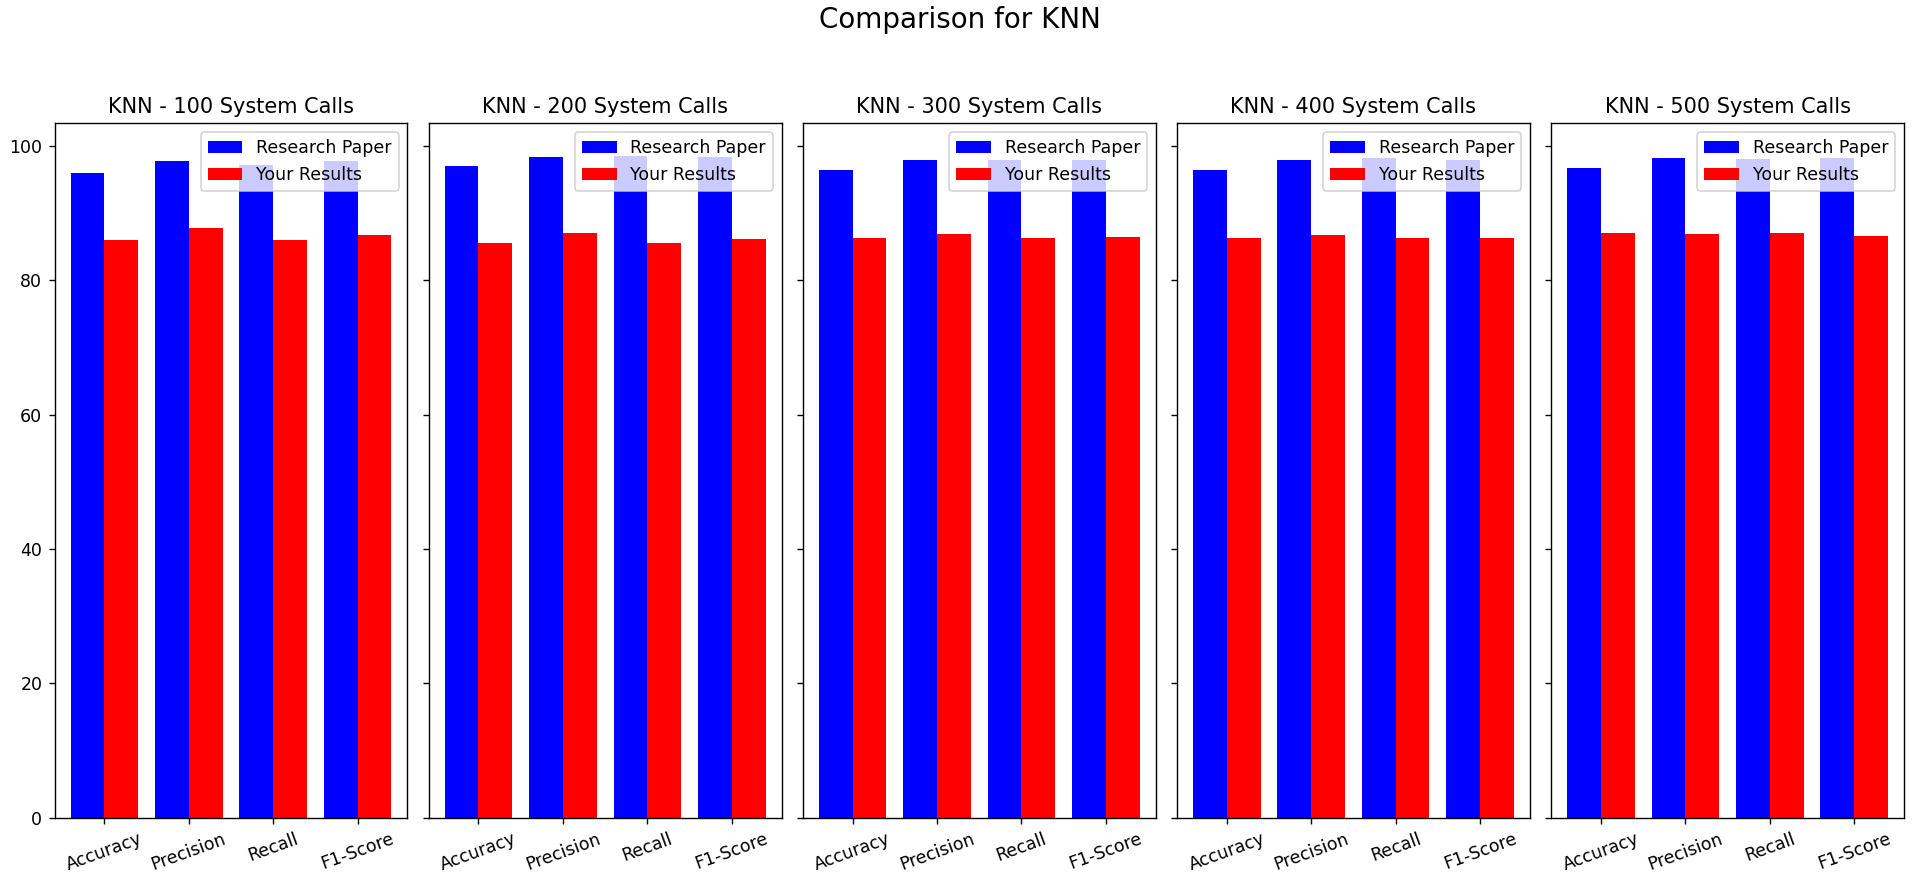 Comparison for KNN
KNN - 100 System Calls
Research Paper
Your Results
100
80
60
40
20
0
Accuracy
Precision
Recall
F1-Score
KNN - 200 System Calls
Research Paper
Your Results
Accuracy
Precision
Recall
F1-Score
KNN - 300 System Calls
Research Paper
Your Results
Accuracy
Precision
Recall
F1-Score
KNN - 400 System Calls
Research Paper
Your Results
Accuracy
Precision
Recall
F1-Score
KNN - 500 System Calls
Research Paper
Your Results
Accuracy
Precision
Recall
F1-Score